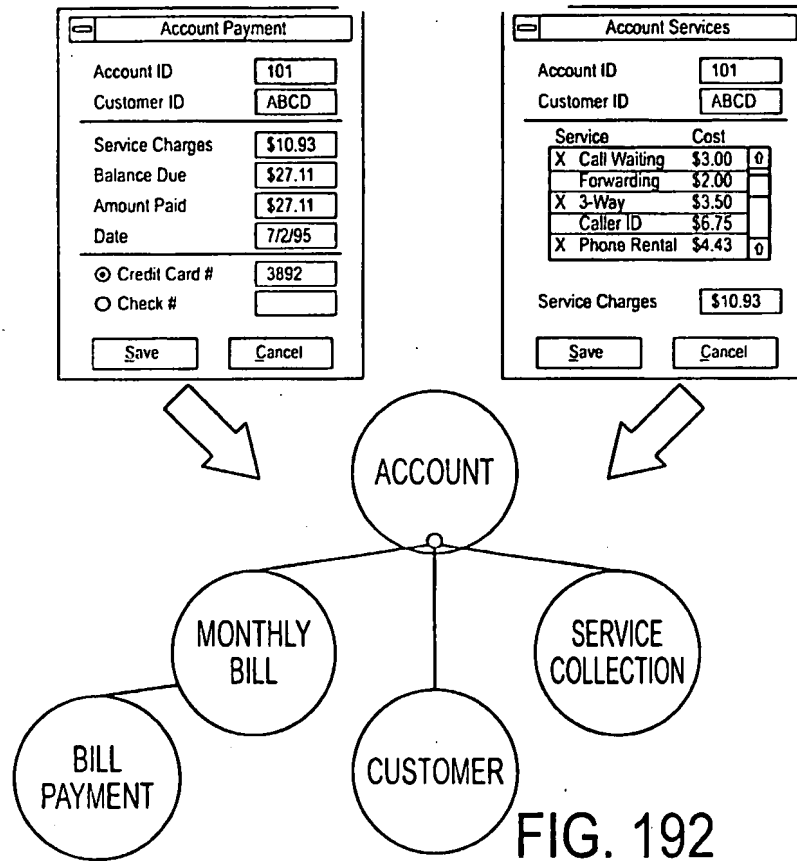 Account Payment
Account ID 101
Customer ID ABCD
Service Charges $10.93
Balance Due $27.11
Amount Paid $27.11
Date 7/2/95
Credit Card # 3892
Check #
Save Cancel
Account Services
Account ID 101
Customer ID ABCD
Service Cost
X Call Waiting $3.00
Forwarding $2.00
X 3-Way $3.50
Caller ID $6.75
X Phone Rental $4.43
Service Charges $10.93
Save Cancel
ACCOUNT
MONTHLY
BILL
SERVICE
COLLECTION
BILL
PAYMENT
CUSTOMER
FIG. 192